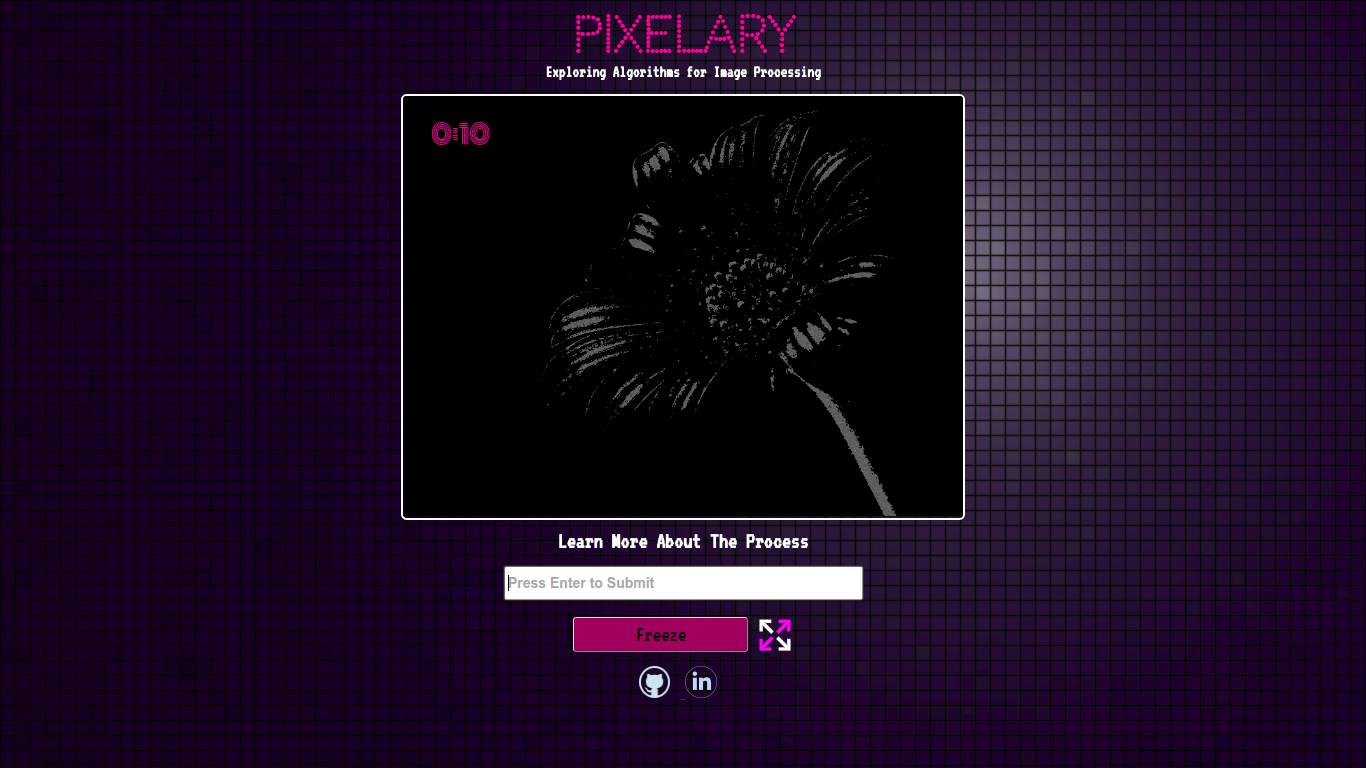 PIXELARY
Exploring Algorithms for Image Processing
0:10
Learn More About The Process
Press Enter to Submit
Freeze
in